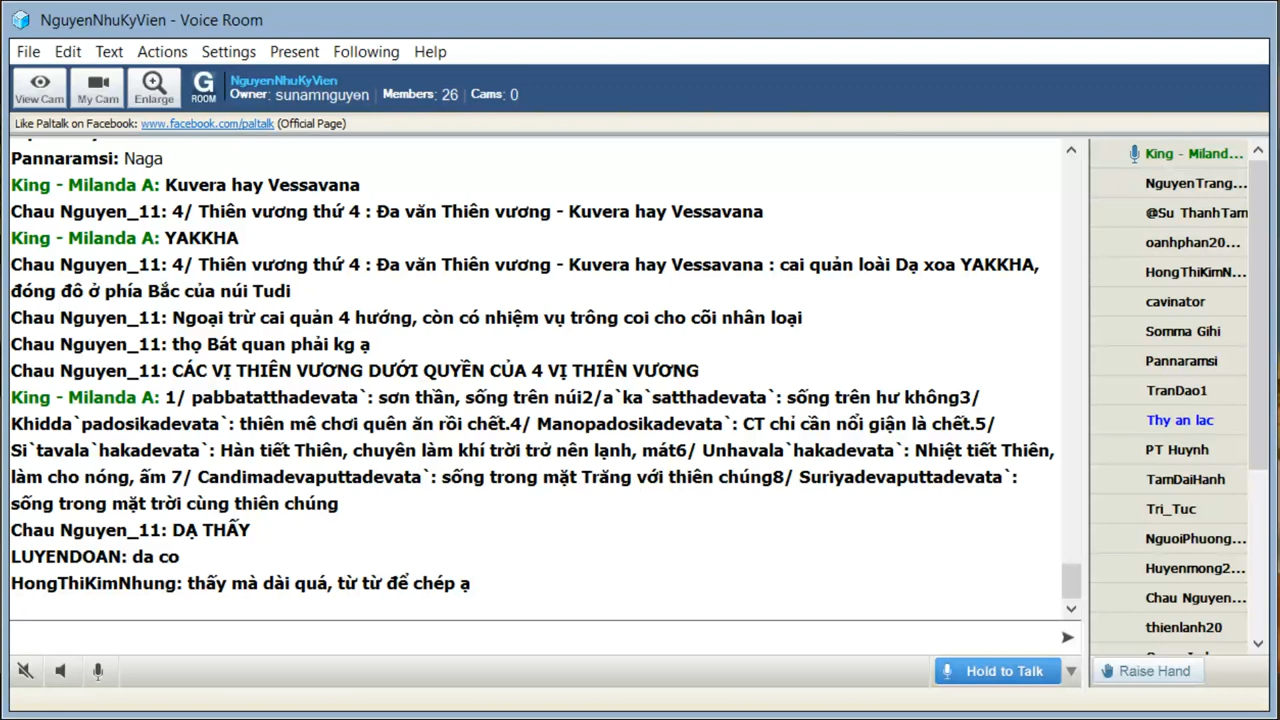 NguyenNhuKyVien - Voice Room
File Edit Text Actions Settings Present Following Help
View Cam My Cam Enlarge G ROOM
NguyenNhuKyVien
Owner: sunamnguyen | Members: 26 | Cams: 0
Like Paltalk on Facebook: www.facebook.com/paltalk (Official Page)
Pannaramsi: Naga
King - Milanda A: Kuvera hay Vessavana
Chau Nguyen_11: 4/ Thiên vương thứ 4 : Đa văn Thiên vương - Kuvera hay Vessavana
King - Milanda A: YAKKHA
Chau Nguyen_11: 4/ Thiên vương thứ 4 : Đa văn Thiên vương - Kuvera hay Vessavana : cai quản loài Dạ xoa YAKKHA,
đóng đô ở phía Bắc của núi Tudi
Chau Nguyen_11: Ngoại trừ cai quản 4 hướng, còn có nhiệm vụ trông coi cho cõi nhân loại
Chau Nguyen_11: thọ Bát quan phải kg ạ
Chau Nguyen_11: CÁC VỊ THIÊN VƯƠNG DƯỚI QUYỀN CỦA 4 VỊ THIÊN VƯƠNG
King - Milanda A: 1/ pabbatatthadevata`: sơn thần, sống trên núi2/a`ka`satthadevata`: sống trên hư không3/
Khidda`padosikadevata`: thiên mê chơi quên ăn rồi chết.4/ Manopadosikadevata`: CT chỉ cần nổi giận là chết.5/
Si`tavala`hakadevata`: Hàn tiết Thiên, chuyên làm khí trời trở nên lạnh, mát6/ Unhavala`hakadevata`: Nhiệt tiết Thiên,
làm cho nóng, ấm 7/ Candimadevaputtadevata`: sống trong mặt Trăng với thiên chúng8/ Suriyadevaputtadevata`:
sống trong mặt trời cùng thiên chúng
Chau Nguyen_11: DẠ THẤY
LUYENDOAN: da co
HongThiKimNhung: thấy mà dài quá, từ từ để chép ạ
Hold to Talk
King - Miland...
NguyenTrang...
@Su ThanhTam
oanhphan20...
HongThiKimN...
cavinator
Somma Gihi
Pannaramsi
TranDao1
Thy an lac
PT Huynh
TamDaiHanh
Tri_Tuc
NguoiPhuong...
Huyenmong2...
Chau Nguyen...
thienlanh20
Raise Hand